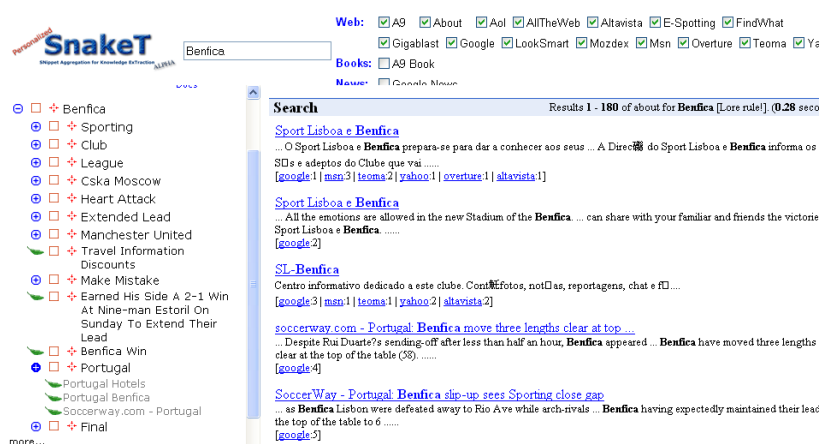 Personalized
SnakeT
SNippet Aggregation for Knowledge ExTraction
ALPHA
Benfica
Web: A9 About Aol AllTheWeb Altavista E-Spotting FindWhat
Gigablast Google LookSmart Mozdex Msn Overture Teoma Ya
Books: A9 Book
News: Google News
Docs
Benfica
Sporting
Club
League
Cska Moscow
Heart Attack
Extended Lead
Manchester United
Travel Information
Discounts
Make Mistake
Earned His Side A 2-1 Win
At Nine-man Estoril On
Sunday To Extend Their
Lead
Benfica Win
Portugal
Portugal Hotels
Portugal Benfica
Soccerway.com - Portugal
Final
more...
Search Results 1 - 180 of about for Benfica [Lore rule!]. (0.28 seco
Sport Lisboa e Benfica
... O Sport Lisboa e Benfica prepara-se para dar a conhecer aos seus ... A do Sport Lisboa e Benfica informa os
S□s e adeptos do Clube que vai ......
[google:1 | msn:3 | teoma:2 | yahoo:1 | overture:1 | altavista:1]
Sport Lisboa e Benfica
... All the emotions are allowed in the new Stadium of the Benfica. ... can share with your familiar and friends the victorie
Sport Lisboa e Benfica. ......
[google:2]
SL-Benfica
Centro informativo dedicado a este clube. not□as, reportagens, chat e f□....
[google:3 | msn:1 | teoma:1 | yahoo:2 | altavista:2]
soccerway.com - Portugal: Benfica move three lengths clear at top ...
... Despite Rui Duarte?s sending-off after less than half an hour, Benfica appeared ... Benfica have moved three lengths
clear at the top of the table (58). ......
[google:4]
SoccerWay - Portugal: Benfica slip-up sees Sporting close gap
... as Benfica Lisbon were defeated away to Rio Ave while arch-rivals ... Benfica having expectedly maintained their lead
the top of the table to 6 ......
[google:5]